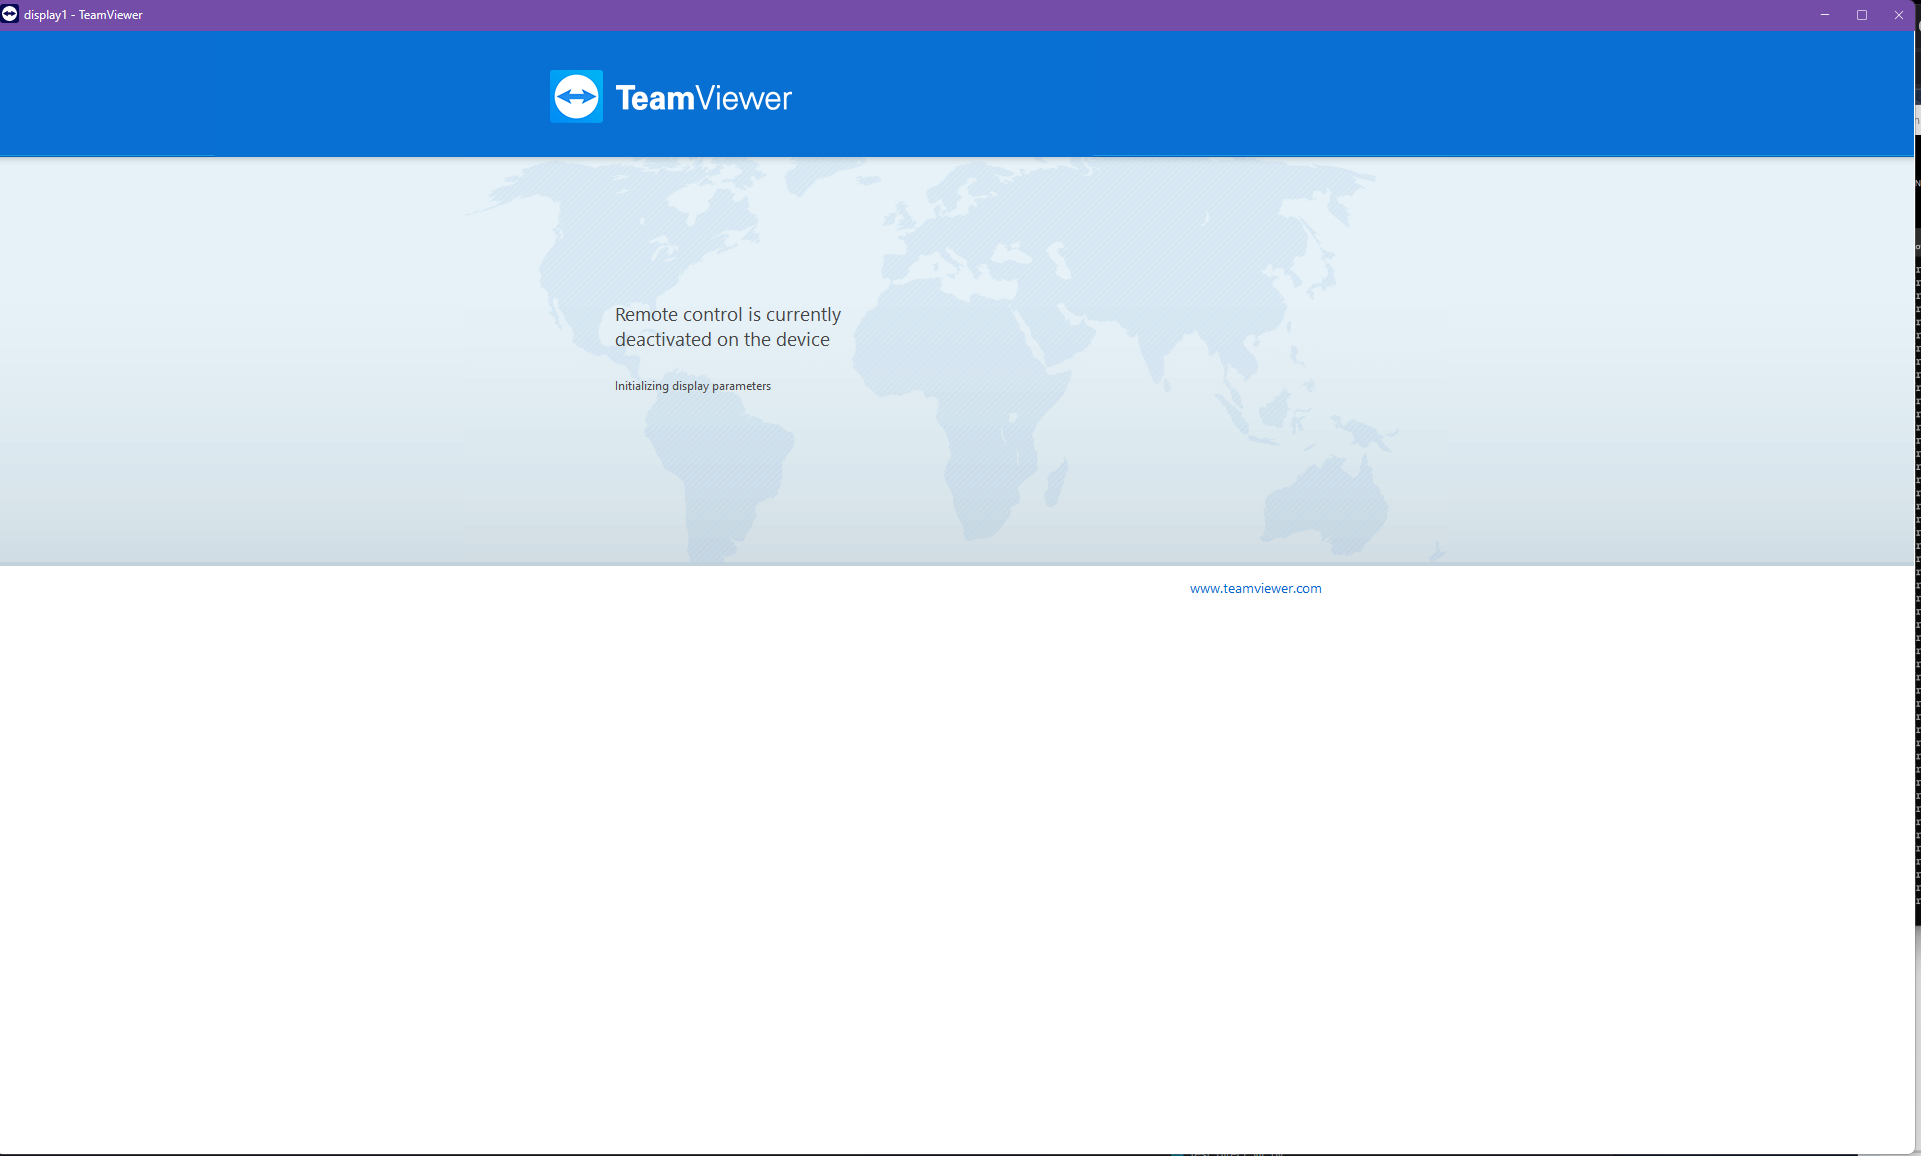 display1 - TeamViewer
TeamViewer
Remote control is currently
deactivated on the device
Initializing display parameters
www.teamviewer.com